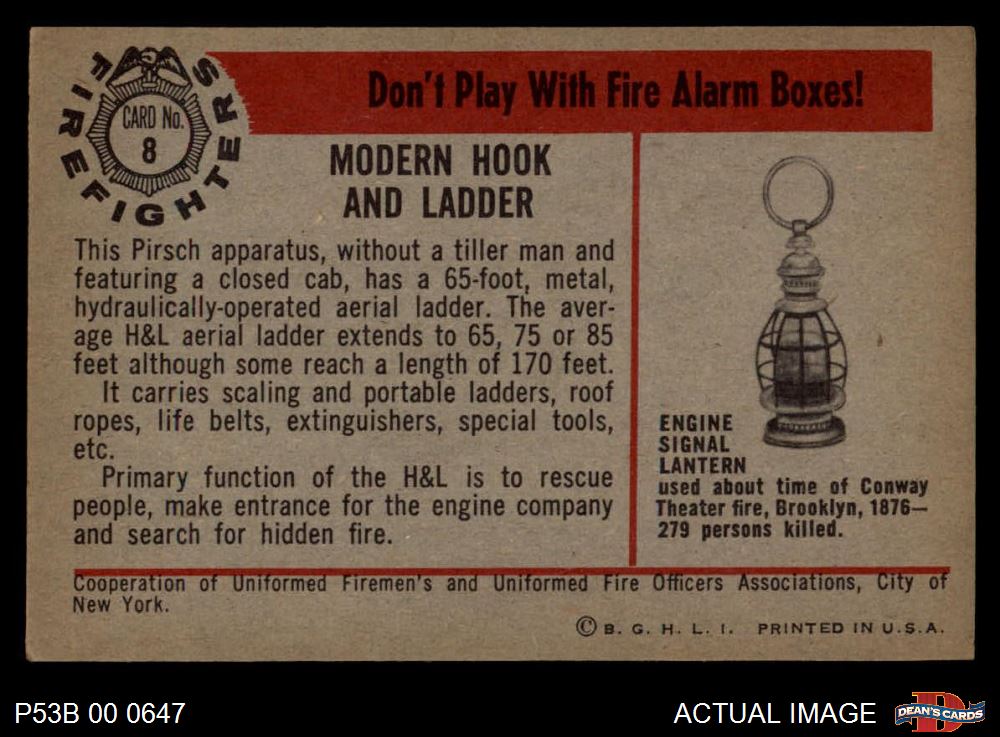 FIREFIGHTERS
CARD No.
8
Don't Play With Fire Alarm Boxes!
MODERN HOOK
AND LADDER
This Pirsch apparatus, without a tiller man and
featuring a closed cab, has a 65-foot, metal,
hydraulically-operated aerial ladder. The aver-
age H&L aerial ladder extends to 65, 75 or 85
feet although some reach a length of 170 feet.
It carries scaling and portable ladders, roof
ropes, life belts, extinguishers, special tools,
etc.
Primary function of the H&L is to rescue
people, make entrance for the engine company
and search for hidden fire.
ENGINE
SIGNAL
LANTERN
used about time of Conway
Theater fire, Brooklyn, 1876—
279 persons killed.
Cooperation of Uniformed Firemen's and Uniformed Fire Officers Associations, City of
New York.
© B. G. H. L. I. PRINTED IN U.S.A.
P53B 00 0647
ACTUAL IMAGE
DEAN'S CARDS